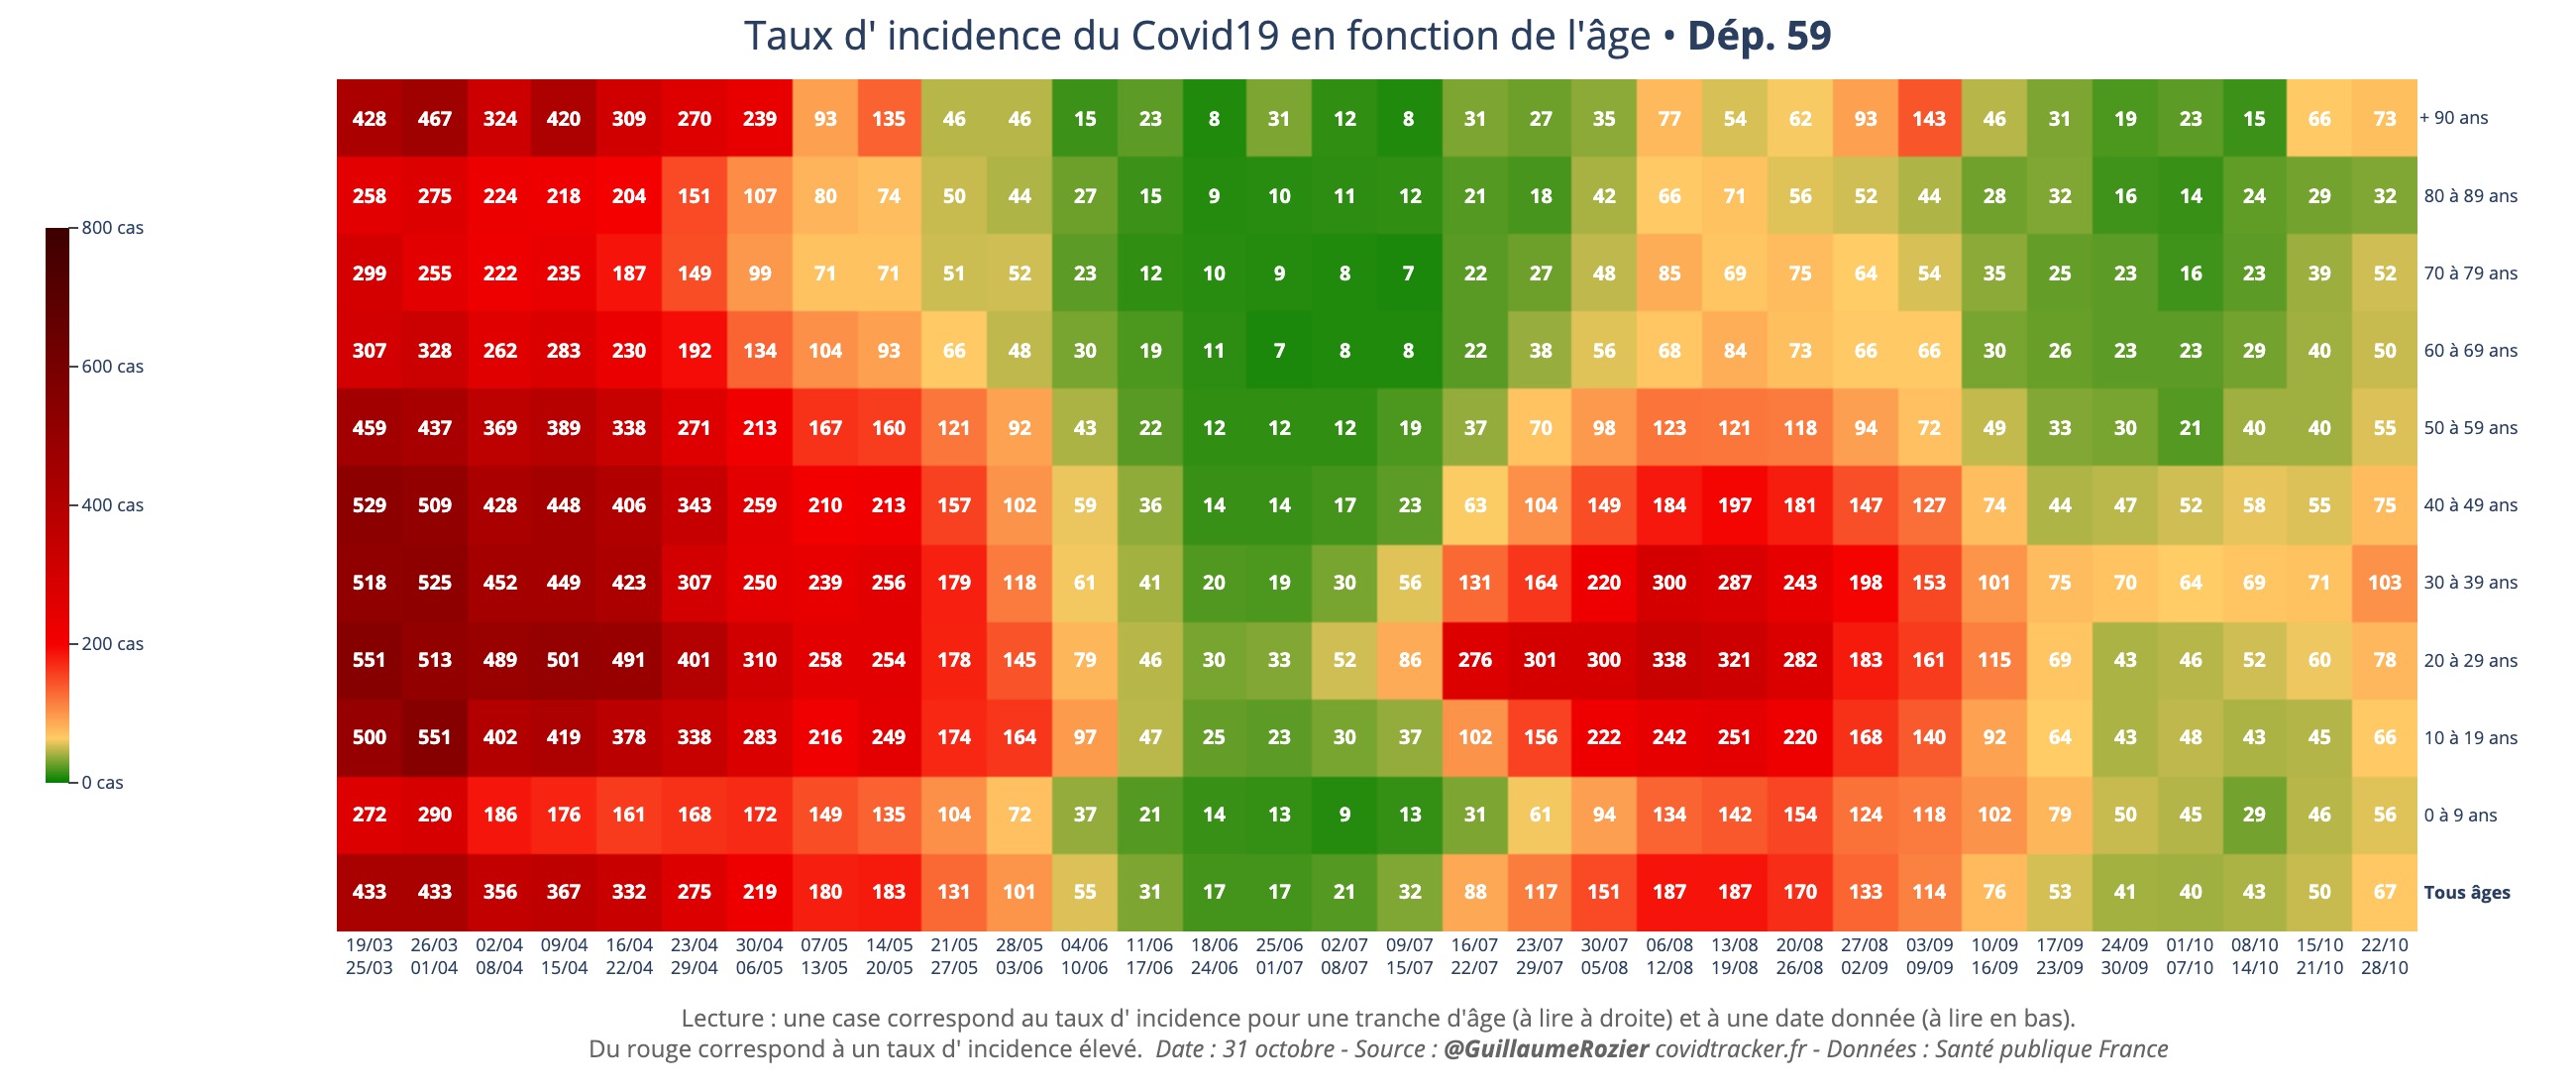 Taux d' incidence du Covid19 en fonction de l'âge • Dép. 59
800 cas
600 cas
400 cas
200 cas
0 cas
428 467 324 420 309 270 239 93 135 46 46 15 23 8 31 12 8 31 27 35 77 54 62 93 143 46 31 19 23 15 66 73 + 90 ans
258 275 224 218 204 151 107 80 74 50 44 27 15 9 10 11 12 21 18 42 66 71 56 52 44 28 32 16 14 24 29 32 80 à 89 ans
299 255 222 235 187 149 99 71 71 51 52 23 12 10 9 8 7 22 27 48 85 69 75 64 54 35 25 23 16 23 39 52 70 à 79 ans
307 328 262 283 230 192 134 104 93 66 48 30 19 11 7 8 8 22 38 56 68 84 73 66 66 30 26 23 23 29 40 50 60 à 69 ans
459 437 369 389 338 271 213 167 160 121 92 43 22 12 12 12 19 37 70 98 123 121 118 94 72 49 33 30 21 40 40 55 50 à 59 ans
529 509 428 448 406 343 259 210 213 157 102 59 36 14 14 17 23 63 104 149 184 197 181 147 127 74 44 47 52 58 55 75 40 à 49 ans
518 525 452 449 423 307 250 239 256 179 118 61 41 20 19 30 56 131 164 220 300 287 243 198 153 101 75 70 64 69 71 103 30 à 39 ans
551 513 489 501 491 401 310 258 254 178 145 79 46 30 33 52 86 276 301 300 338 321 282 183 161 115 69 43 46 52 60 78 20 à 29 ans
500 551 402 419 378 338 283 216 249 174 164 97 47 25 23 30 37 102 156 222 242 251 220 168 140 92 64 43 48 43 45 66 10 à 19 ans
272 290 186 176 161 168 172 149 135 104 72 37 21 14 13 9 13 31 61 94 134 142 154 124 118 102 79 50 45 29 46 56 0 à 9 ans
433 433 356 367 332 275 219 180 183 131 101 55 31 17 17 21 32 88 117 151 187 187 170 133 114 76 53 41 40 43 50 67 Tous âges
19/03 26/03 02/04 09/04 16/04 23/04 30/04 07/05 14/05 21/05 28/05 04/06 11/06 18/06 25/06 02/07 09/07 16/07 23/07 30/07 06/08 13/08 20/08 27/08 03/09 10/09 17/09 24/09 01/10 08/10 15/10 22/10
25/03 01/04 08/04 15/04 22/04 29/04 06/05 13/05 20/05 27/05 03/06 10/06 17/06 24/06 01/07 08/07 15/07 22/07 29/07 05/08 12/08 19/08 26/08 02/09 09/09 16/09 23/09 30/09 07/10 14/10 21/10 28/10
Lecture : une case correspond au taux d' incidence pour une tranche d'âge (à lire à droite) et à une date donnée (à lire en bas).
Du rouge correspond à un taux d' incidence élevé. Date : 31 octobre - Source : @GuillaumeRozier covidtracker.fr - Données : Santé publique France